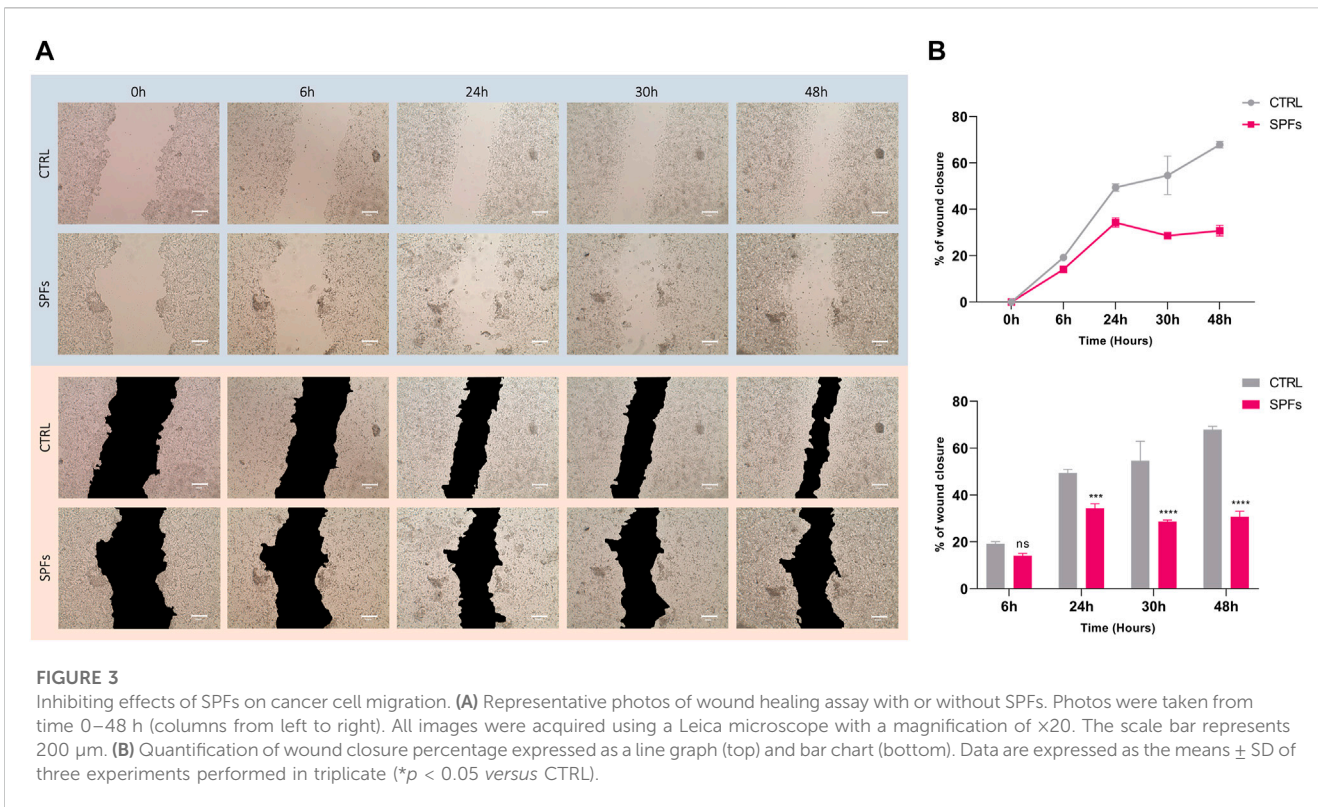 A
0h 6h 24h 30h 48h
CTRL
SPFs
CTRL
SPFs
B
CTRL
SPFs
% of wound closure
80
60
40
20
0
0h 6h 24h 30h 48h
Time (Hours)
CTRL
SPFs
% of wound closure
80
60
40
20
0
ns
***
****
****
6h 24h 30h 48h
Time (Hours)
FIGURE 3
Inhibiting effects of SPFs on cancer cell migration. (A) Representative photos of wound healing assay with or without SPFs. Photos were taken from
time 0–48 h (columns from left to right). All images were acquired using a Leica microscope with a magnification of ×20. The scale bar represents
200 µm. (B) Quantification of wound closure percentage expressed as a line graph (top) and bar chart (bottom). Data are expressed as the means ± SD of
three experiments performed in triplicate (*p < 0.05 versus CTRL).